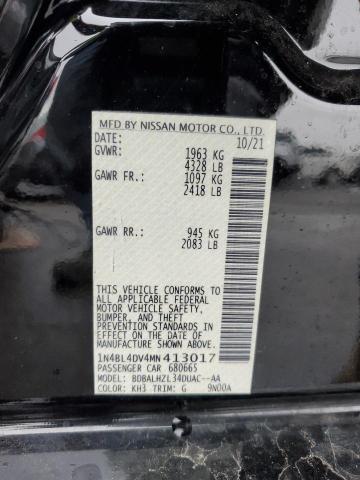 MFD BY NISSAN MOTOR CO., LTD.
DATE: 10/21
GVWR: 1963 KG
4328 LB
GAWR FR.: 1097 KG
2418 LB
GAWR RR.: 945 KG
2083 LB
THIS VEHICLE CONFORMS TO ALL
APPLICABLE U.S. FEDERAL
MOTOR VEHICLE SAFETY,
BUMPER, AND THEFT PREVENTION
STANDARDS IN EFFECT ON THE
DATE OF MANUFACTURE SHOWN ABOVE.
1N4BL4DV4MN413017
PASSENGER CAR 680665
MODEL: BDBALHZL34DUAC--AA
COLOR: KH3 TRIM: G 9N00A